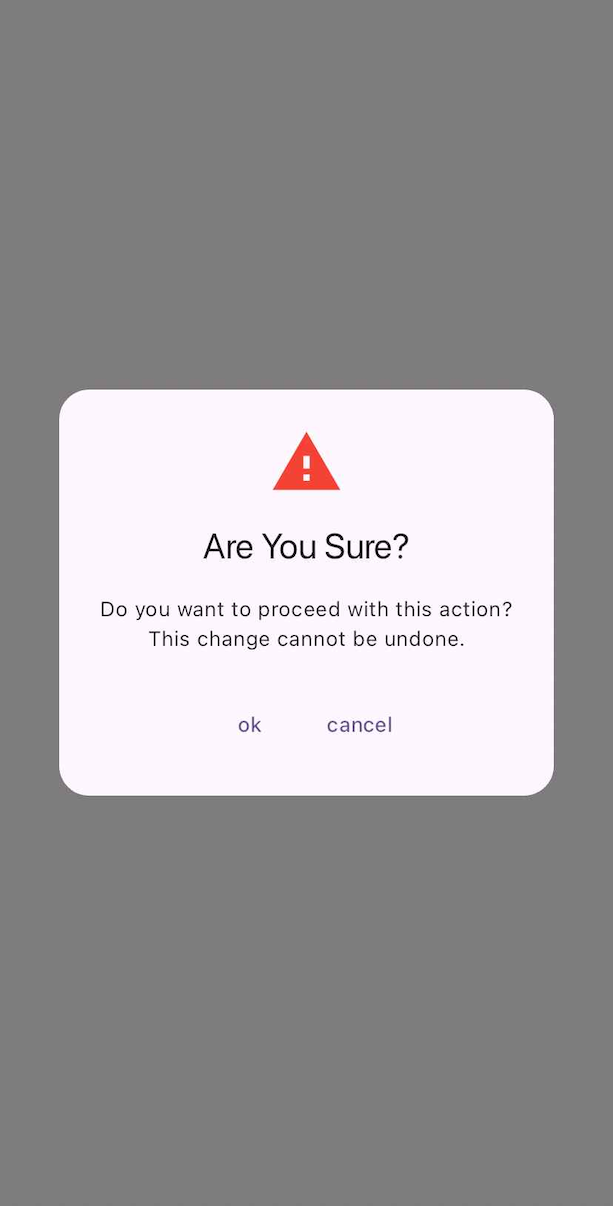 Are You Sure?
Do you want to proceed with this action?
This change cannot be undone.
ok cancel